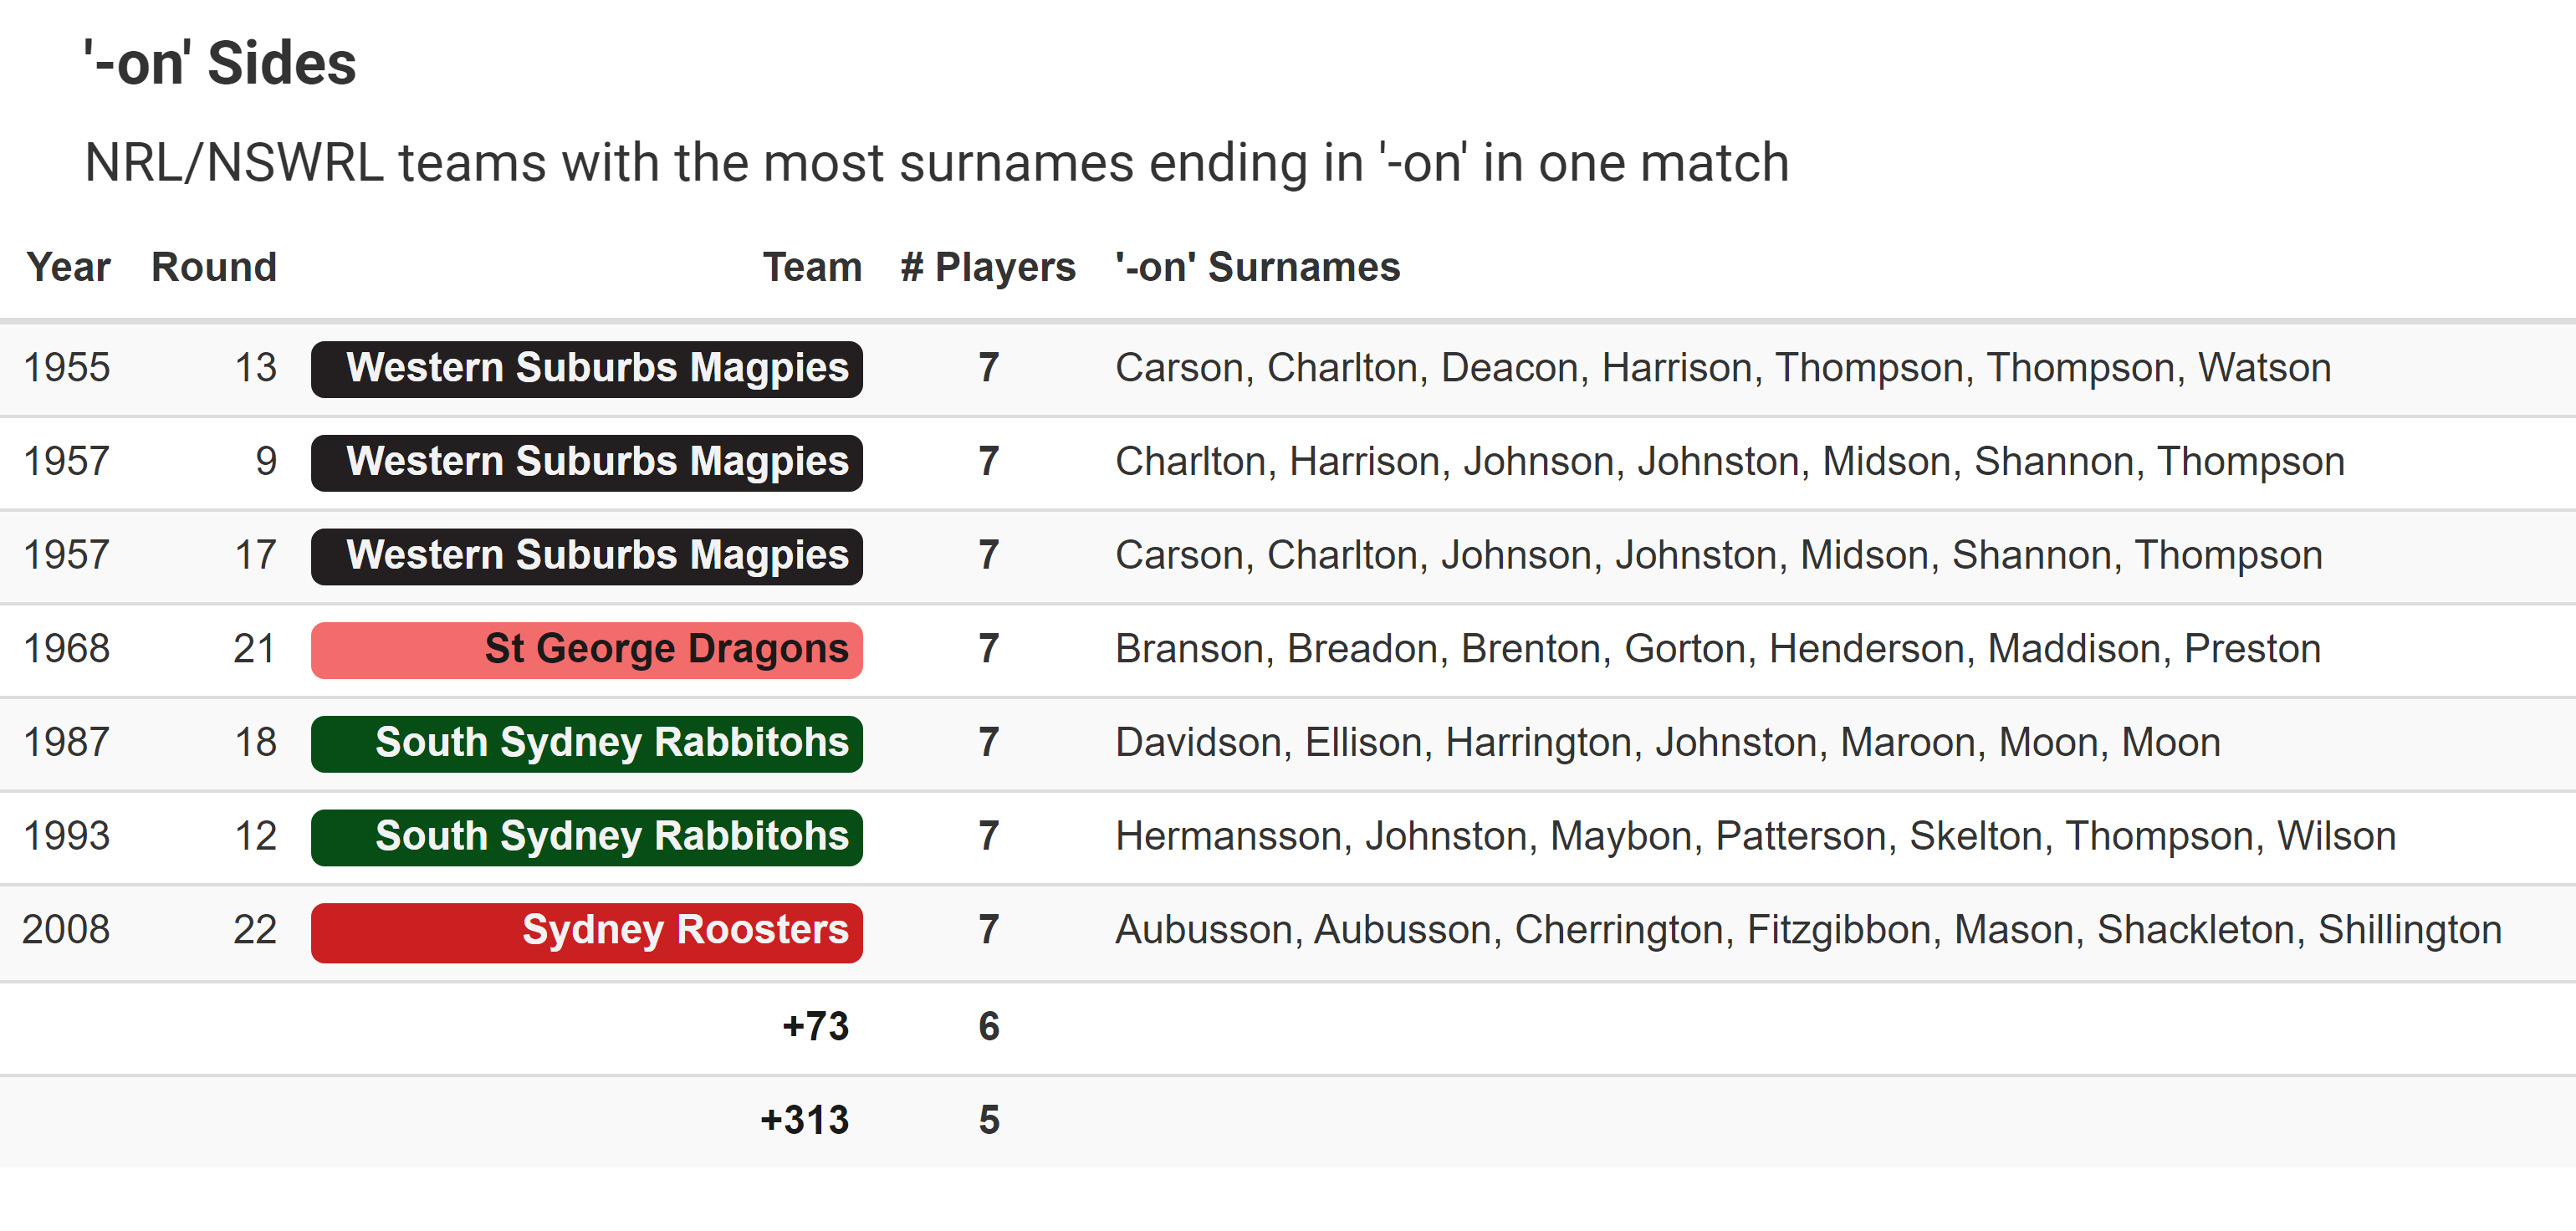 '-on' Sides
NRL/NSWRL teams with the most surnames ending in '-on' in one match
Year Round Team # Players '-on' Surnames
1955 13 Western Suburbs Magpies 7 Carson, Charlton, Deacon, Harrison, Thompson, Thompson, Watson
1957 9 Western Suburbs Magpies 7 Charlton, Harrison, Johnson, Johnston, Midson, Shannon, Thompson
1957 17 Western Suburbs Magpies 7 Carson, Charlton, Johnson, Johnston, Midson, Shannon, Thompson
1968 21 St George Dragons 7 Branson, Breadon, Brenton, Gorton, Henderson, Maddison, Preston
1987 18 South Sydney Rabbitohs 7 Davidson, Ellison, Harrington, Johnston, Maroon, Moon, Moon
1993 12 South Sydney Rabbitohs 7 Hermansson, Johnston, Maybon, Patterson, Skelton, Thompson, Wilson
2008 22 Sydney Roosters 7 Aubusson, Aubusson, Cherrington, Fitzgibbon, Mason, Shackleton, Shillington
+73 6
+313 5